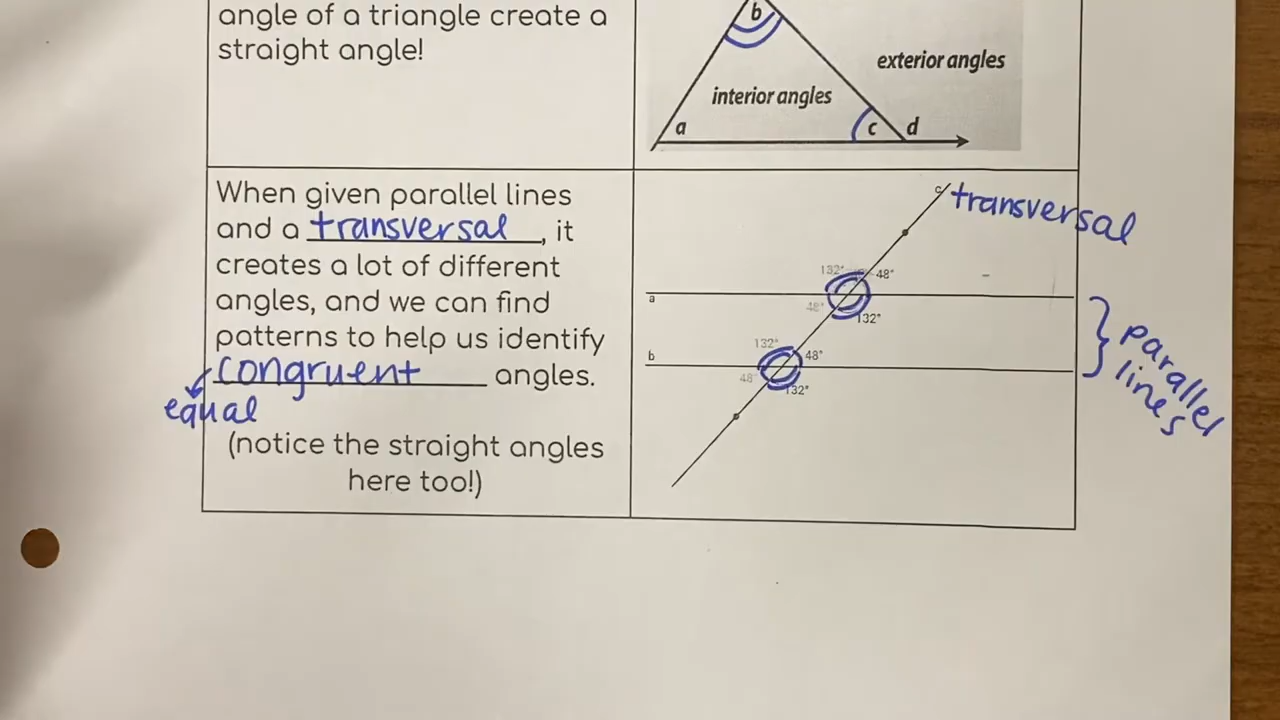 angle of a triangle create a
straight angle!
b
exterior angles
interior angles
a
c
d
When given parallel lines
and a transversal, it
creates a lot of different
angles, and we can find
patterns to help us identify
congruent angles.
equal
(notice the straight angles
here too!)
c
transversal
132°
48°
a
48°
132°
132°
b
48°
48°
132°
parallel
lines